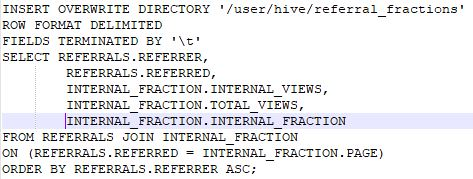 INSERT OVERWRITE DIRECTORY '/user/hive/referral_fractions'
ROW FORMAT DELIMITED
FIELDS TERMINATED BY '\t'
SELECT REFERRALS.REFERRER,
REFERRALS.REFERRED,
INTERNAL_FRACTION.INTERNAL_VIEWS,
INTERNAL_FRACTION.TOTAL_VIEWS,
INTERNAL_FRACTION.INTERNAL_FRACTION
FROM REFERRALS JOIN INTERNAL_FRACTION
ON (REFERRALS.REFERRED = INTERNAL_FRACTION.PAGE)
ORDER BY REFERRALS.REFERRER ASC;